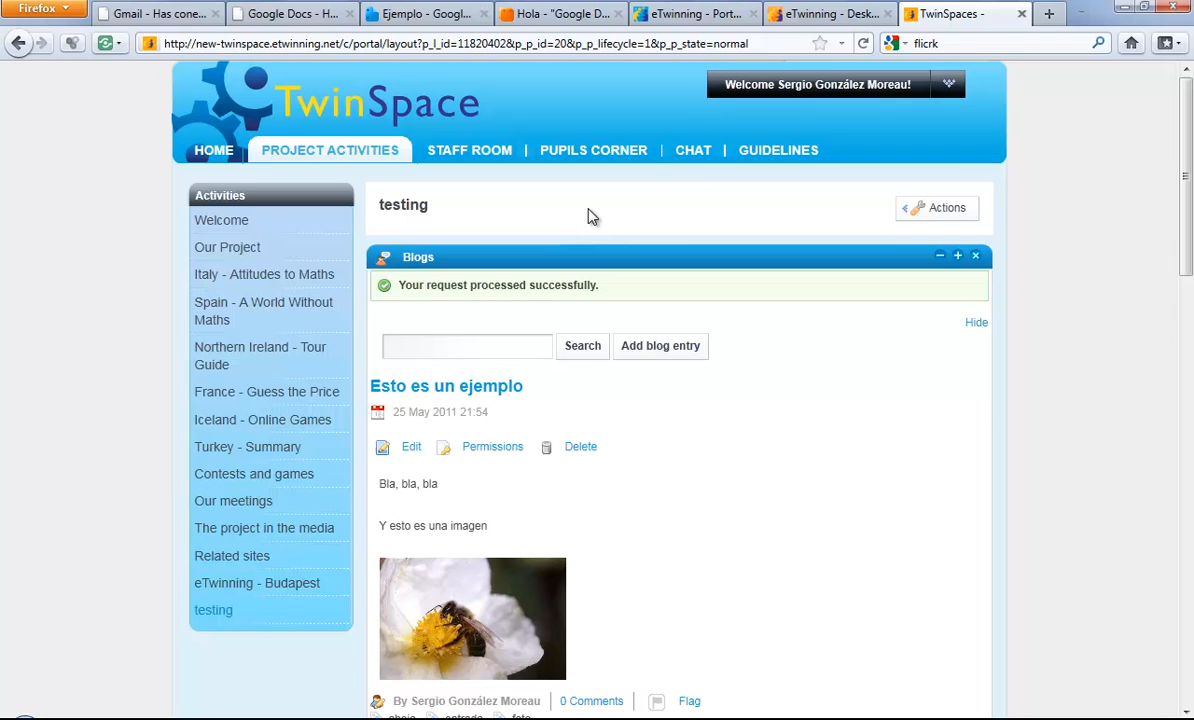 Firefox
Gmail - Has cone...
Google Docs - H...
Ejemplo - Googl...
Hola - "Google D...
eTwinning - Port...
eTwinning - Desk...
TwinSpaces -
http://new-twinspace.etwinning.net/c/portal/layout?p_l_id=11820402&p_p_id=20&p_p_lifecycle=1&p_p_state=normal
flicrk
TwinSpace
Welcome Sergio González Moreau!
HOME
PROJECT ACTIVITIES
STAFF ROOM
PUPILS CORNER
CHAT
GUIDELINES
Activities
Welcome
Our Project
Italy - Attitudes to Maths
Spain - A World Without
Maths
Northern Ireland - Tour
Guide
France - Guess the Price
Iceland - Online Games
Turkey - Summary
Contests and games
Our meetings
The project in the media
Related sites
eTwinning - Budapest
testing
testing
Actions
Blogs
Your request processed successfully.
Hide
Search
Add blog entry
Esto es un ejemplo
25 May 2011 21:54
Edit
Permissions
Delete
Bla, bla, bla
Y esto es una imagen
By Sergio González Moreau
0 Comments
Flag
abeja
entrada
foto